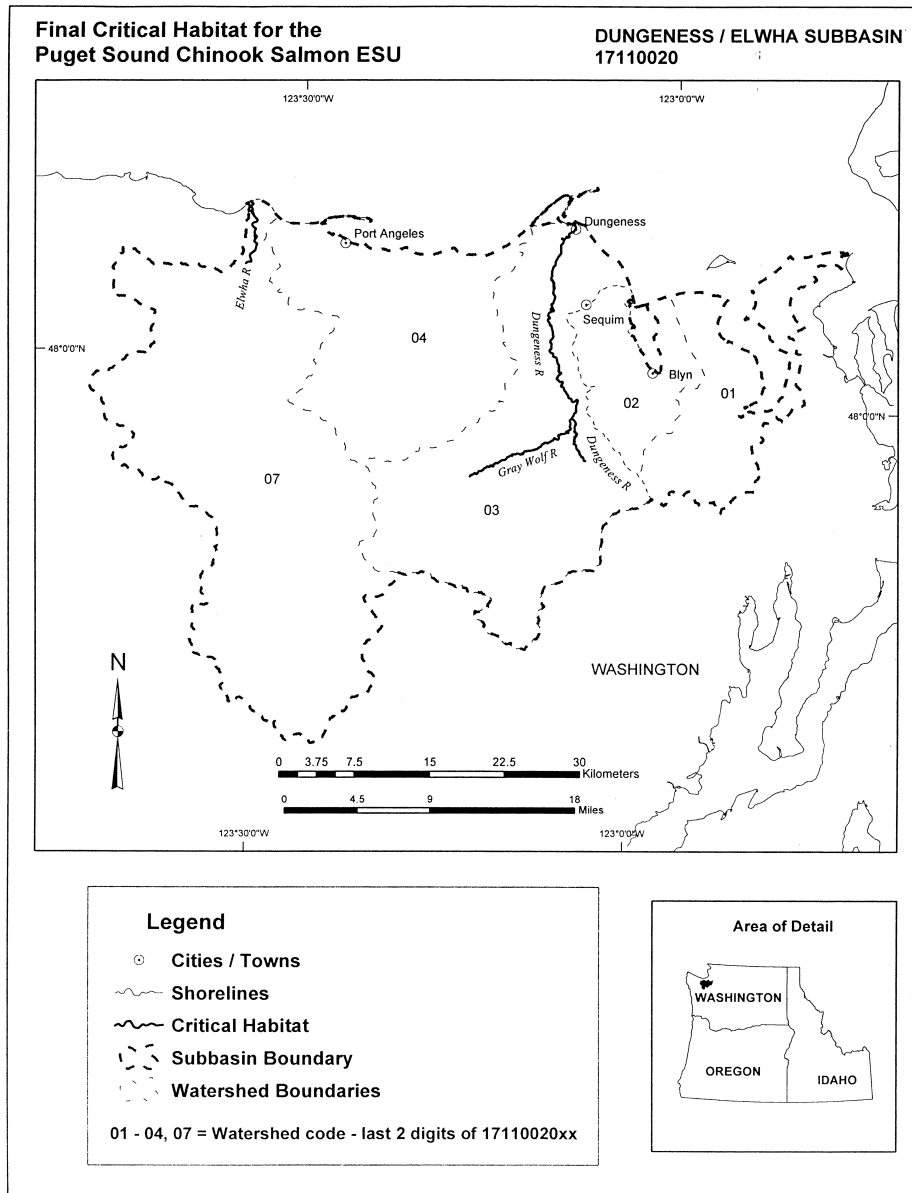 Final Critical Habitat for the
Puget Sound Chinook Salmon ESU
DUNGENESS / ELWHA SUBBASIN
17110020
123°30'0"W
123°0'0"W
Dungeness
Port Angeles
Elwha R
Dungeness R
Sequim
48°0'0"N
04
Blyn
02
01
48°0'0"N
Gray Wolf R
Dungeness R
07
03
N
WASHINGTON
0 3.75 7.5 15 22.5 30
Kilometers
0 4.5 9 18
Miles
123°30'0"W
123°0'0"W
Legend
Cities / Towns
Shorelines
Critical Habitat
Subbasin Boundary
Watershed Boundaries
01 - 04, 07 = Watershed code - last 2 digits of 17110020xx
Area of Detail
WASHINGTON
OREGON
IDAHO